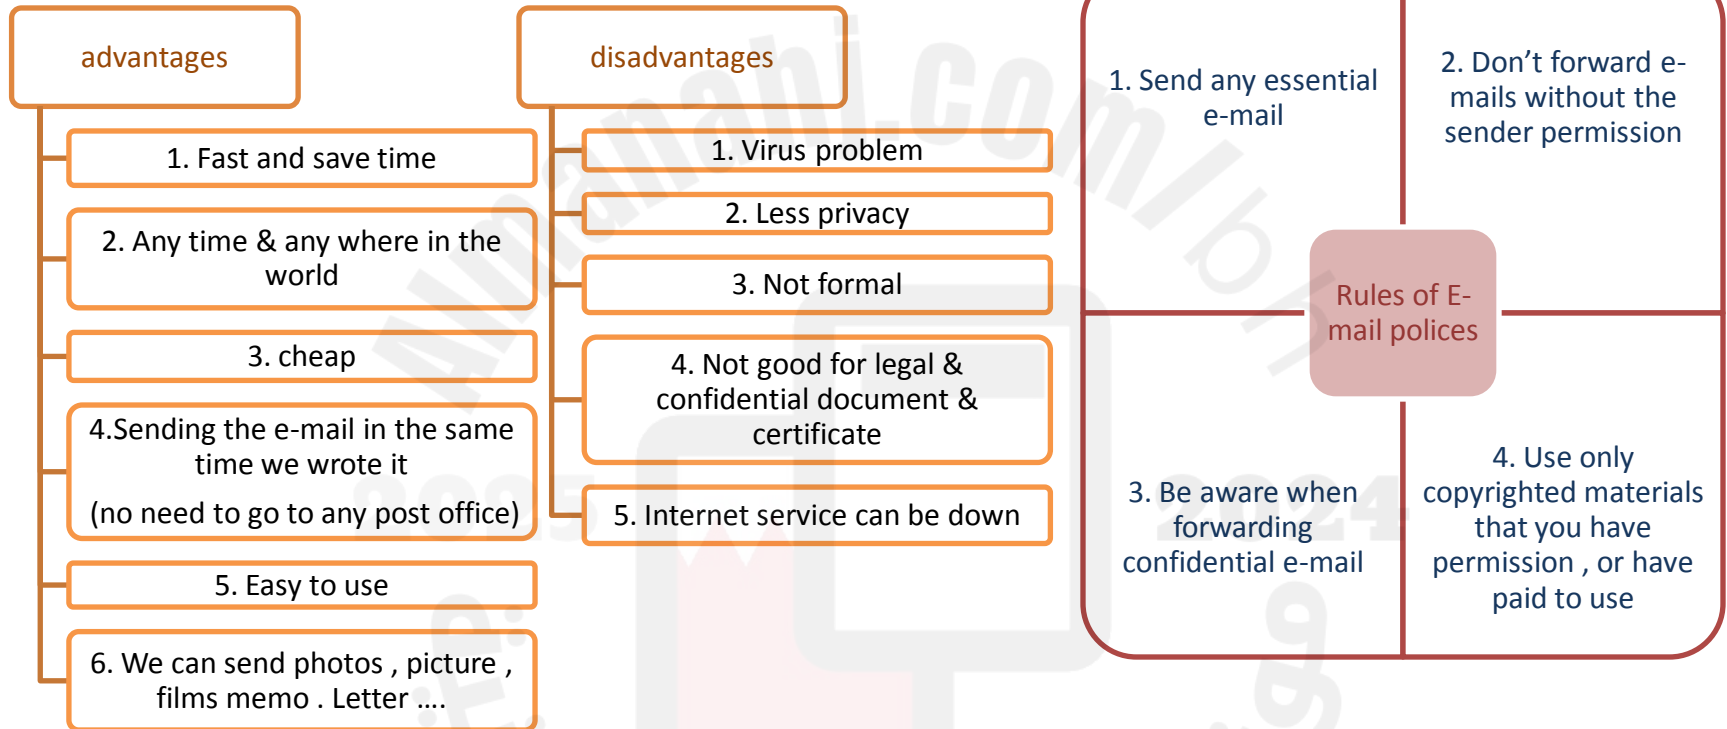 advantages
1. Fast and save time
2. Any time & any where in the
world
3. cheap
4.Sending the e-mail in the same
time we wrote it
(no need to go to any post office)
5. Easy to use
6. We can send photos , picture ,
films memo . Letter ....
disadvantages
1. Virus problem
2. Less privacy
3. Not formal
4. Not good for legal &
confidential document &
certificate
5. Internet service can be down
1. Send any essential
e-mail
2. Don’t forward e-
mails without the
sender permission
Rules of E-
mail polices
3. Be aware when
forwarding
confidential e-mail
4. Use only
copyrighted materials
that you have
permission , or have
paid to use
Almanahj.com/bh
2025
2024